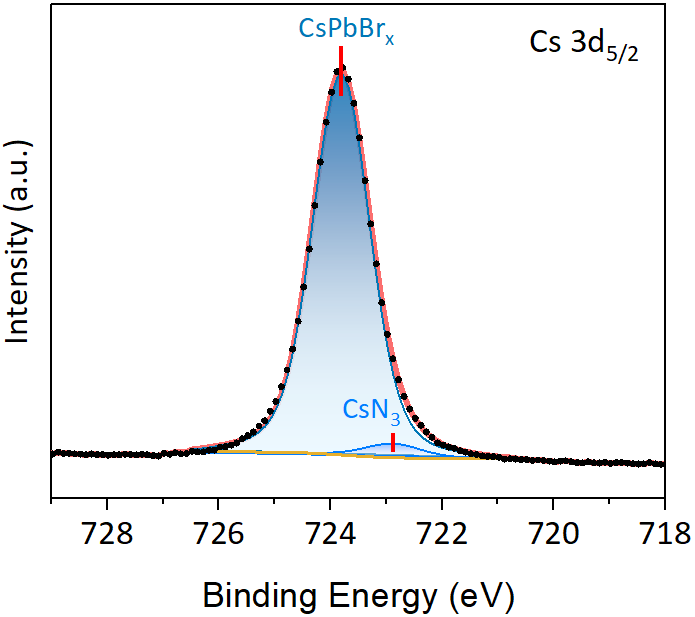 CsPbBrₓ
Cs 3d₅/₂
Intensity (a.u.)
CsN₃
728 726 724 722 720 718
Binding Energy (eV)